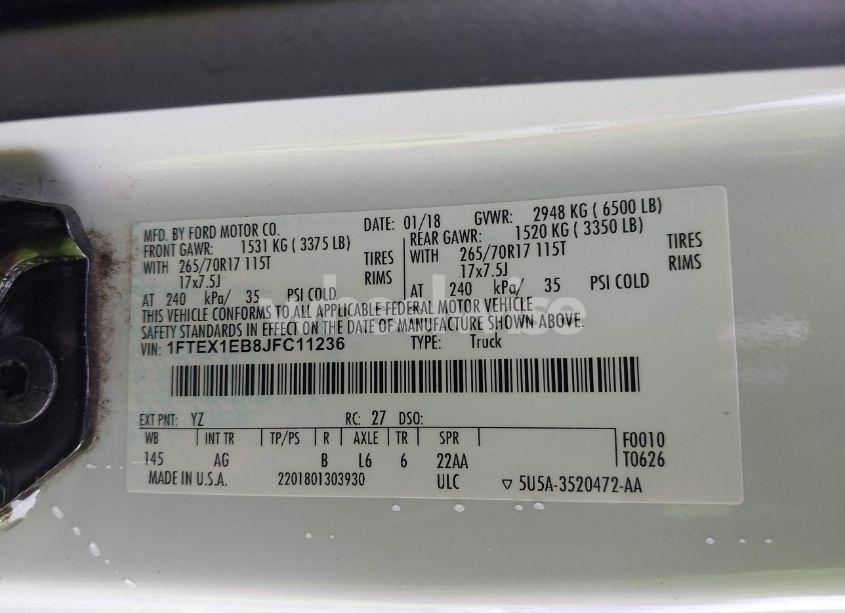 MFD. BY FORD MOTOR CO. DATE: 01/18 GVWR: 2948 KG ( 6500 LB)
FRONT GAWR: 1531 KG ( 3375 LB) REAR GAWR: 1520 KG ( 3350 LB)
WITH 265/70R17 115T TIRES WITH 265/70R17 115T TIRES
17x7.5J RIMS 17x7.5J RIMS
AT 240 kPa/ 35 PSI COLD AT 240 kPa/ 35 PSI COLD
THIS VEHICLE CONFORMS TO ALL APPLICABLE FEDERAL MOTOR VEHICLE
SAFETY STANDARDS IN EFFECT ON THE DATE OF MANUFACTURE SHOWN ABOVE.
VIN: 1FTEX1EB8JFC11236 TYPE: Truck
EXT PNT: YZ RC: 27 DSO:
WB INT TR TP/PS R AXLE TR SPR F0010
145 AG B L6 6 22AA T0626
MADE IN U.S.A. 2201801303930 ULC ▽ 5U5A-3520472-AA